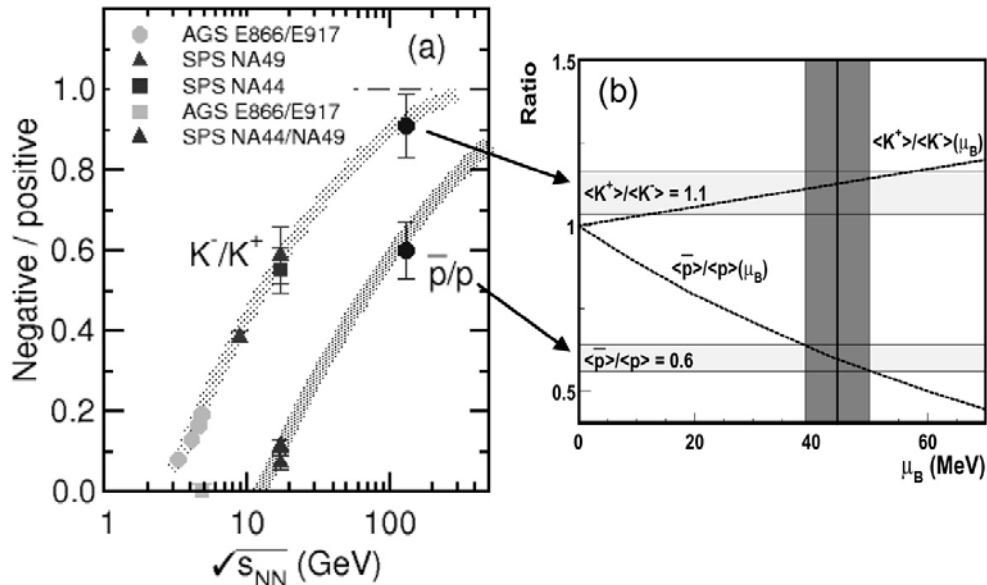 AGS E866/E917
SPS NA49
SPS NA44
AGS E866/E917
SPS NA44/NA49
(a)
1.0
0.8
0.6
0.4
0.2
0.0
Negative / positive
K⁻/K⁺
p̅/p
1
10
100
√s_NN (GeV)
(b)
Ratio
1.5
1
0.5
<K⁺>/<K⁻>(μ_B)
<K⁺>/<K⁻> = 1.1
<p̅>/<p>(μ_B)
<p̅>/<p> = 0.6
0
20
40
60
μ_B (MeV)